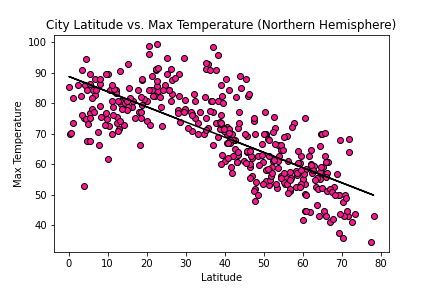 City Latitude vs. Max Temperature (Northern Hemisphere)
100
90
80
70
60
50
40
Max Temperature
0 10 20 30 40 50 60 70 80
Latitude